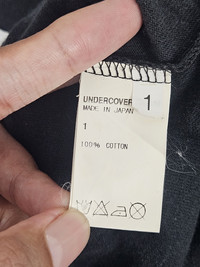 UNDERCOVER
1
MADE IN JAPAN
1
100% COTTON